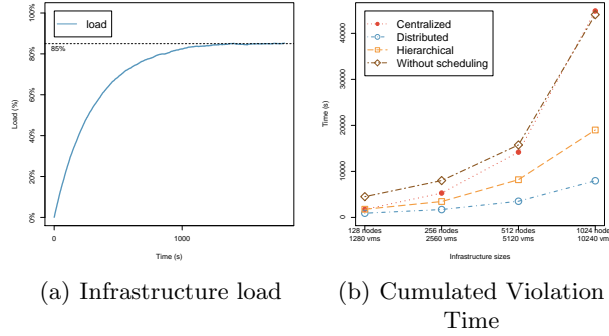 load
100%
80%
60%
40%
20%
0%
85%
Load (%)
0
1000
Time (s)
(a) Infrastructure load
Centralized
Distributed
Hierarchical
Without scheduling
40000
30000
20000
10000
0
Time (s)
128 nodes
1280 vms
256 nodes
2560 vms
512 nodes
5120 vms
1024 nodes
10240 vms
Infrastructure sizes
(b) Cumulated Violation
Time